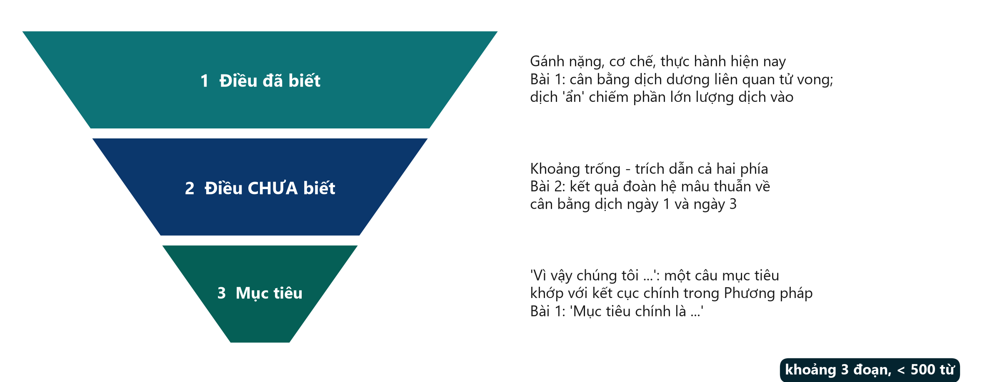 1 Điều đã biết
Gánh nặng, cơ chế, thực hành hiện nay
Bài 1: cân bằng dịch dương liên quan tử vong;
dịch 'ẩn' chiếm phần lớn lượng dịch vào
2 Điều CHƯA biết
Khoảng trống - trích dẫn cả hai phía
Bài 2: kết quả đoàn hệ mâu thuẫn về
cân bằng dịch ngày 1 và ngày 3
3 Mục tiêu
'Vì vậy chúng tôi ...': một câu mục tiêu
khớp với kết cục chính trong Phương pháp
Bài 1: 'Mục tiêu chính là ...'
khoảng 3 đoạn, < 500 từ